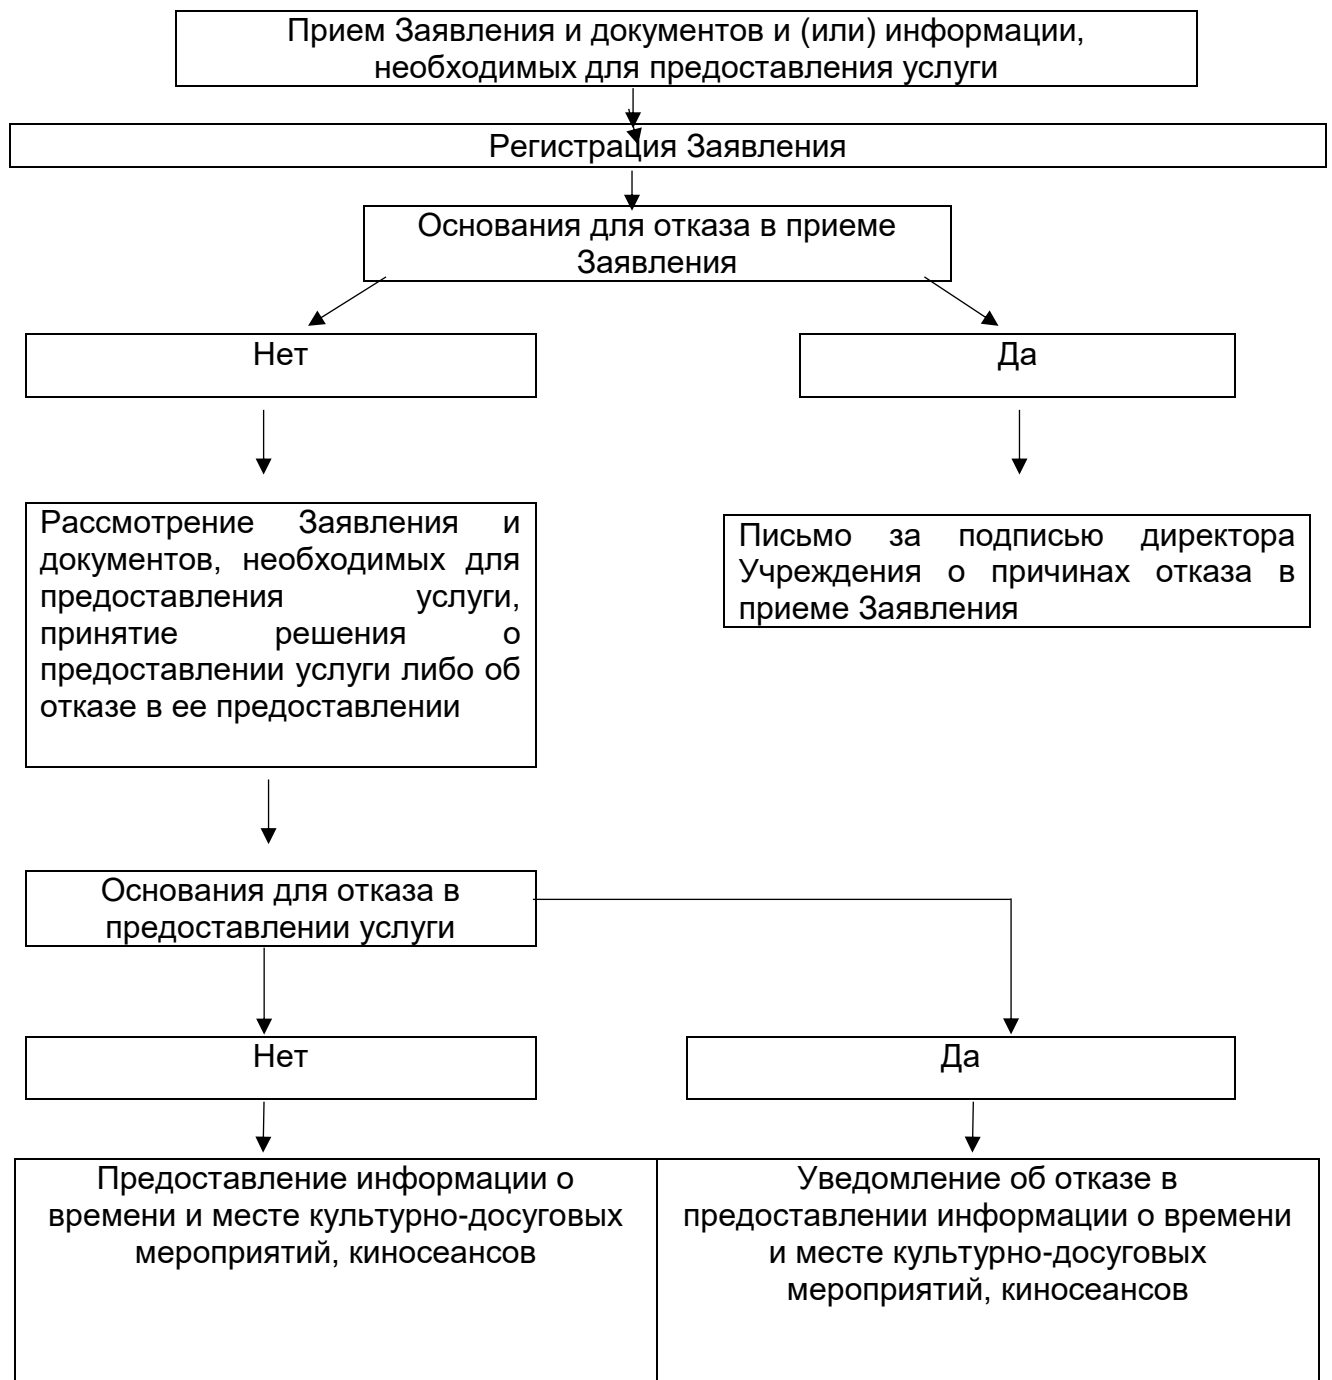 Прием Заявления и документов и (или) информации,
необходимых для предоставления услуги
Регистрация Заявления
Основания для отказа в приеме
Заявления
Нет
Да
Рассмотрение Заявления и
документов, необходимых для
предоставления услуги,
принятие решения о
предоставлении услуги либо об
отказе в ее предоставлении
Письмо за подписью директора
Учреждения о причинах отказа в
приеме Заявления
Основания для отказа в
предоставлении услуги
Нет
Да
Предоставление информации о
времени и месте культурно-досуговых
мероприятий, киносеансов
Уведомление об отказе в
предоставлении информации о времени
и месте культурно-досуговых
мероприятий, киносеансов